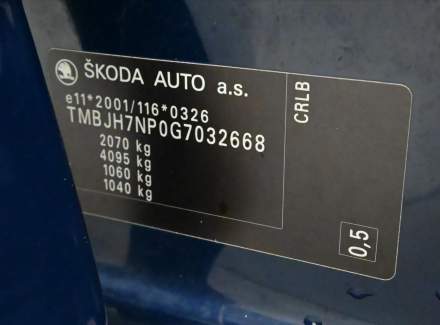 ŠKODA AUTO a.s.
e11*2001/116*0326
TMBJH7NP0G7032668
2070 kg
4095 kg
1060 kg
1040 kg
CRLB
0,5